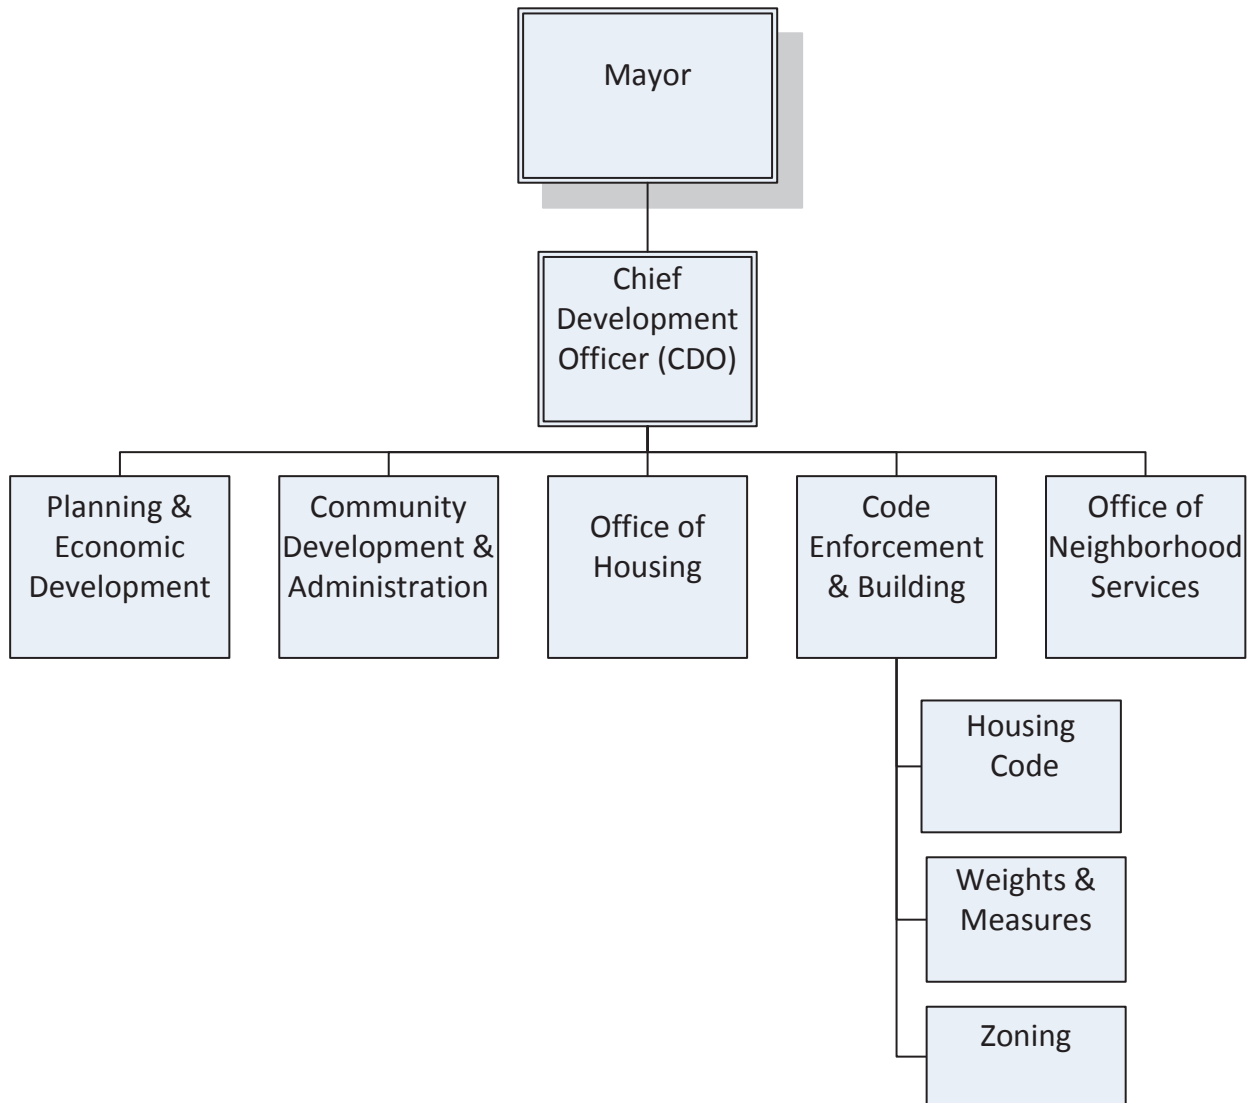 Mayor
Chief
Development
Officer (CDO)
Planning &
Economic
Development
Community
Development &
Administration
Office of
Housing
Code
Enforcement
& Building
Office of
Neighborhood
Services
Housing
Code
Weights &
Measures
Zoning